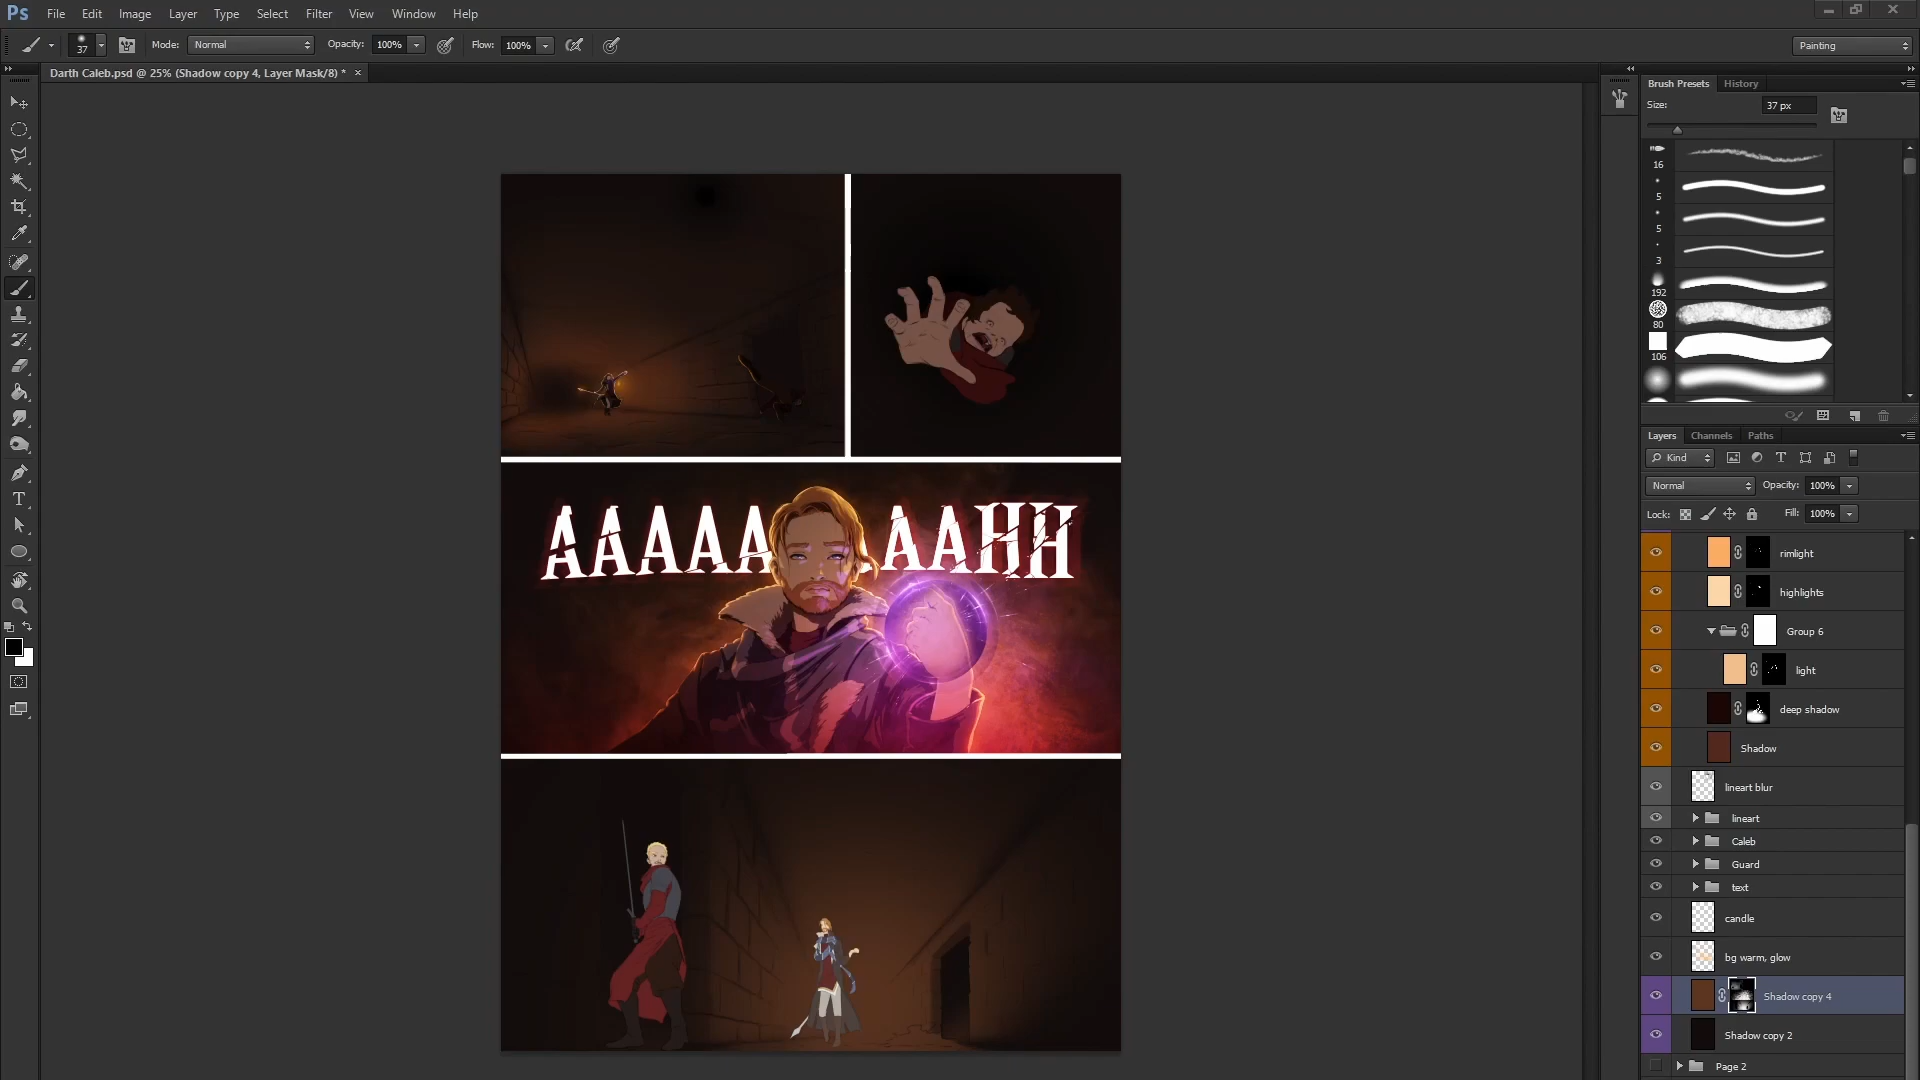 Ps File Edit Image Layer Type Select Filter View Window Help
37 Mode: Normal Opacity: 100% Flow: 100% Painting
Darth Caleb.psd @ 25% (Shadow copy 4, Layer Mask/8) * ×
Brush Presets History
Size: 37 px
16
5
5
3
192
80
106
Layers Channels Paths
Kind
Normal Opacity: 100%
Lock: Fill: 100%
AAAAA AAAHH
rimlight
highlights
Group 6
light
deep shadow
Shadow
lineart blur
lineart
Caleb
Guard
text
candle
bg warm, glow
Shadow copy 4
Shadow copy 2
Page 2